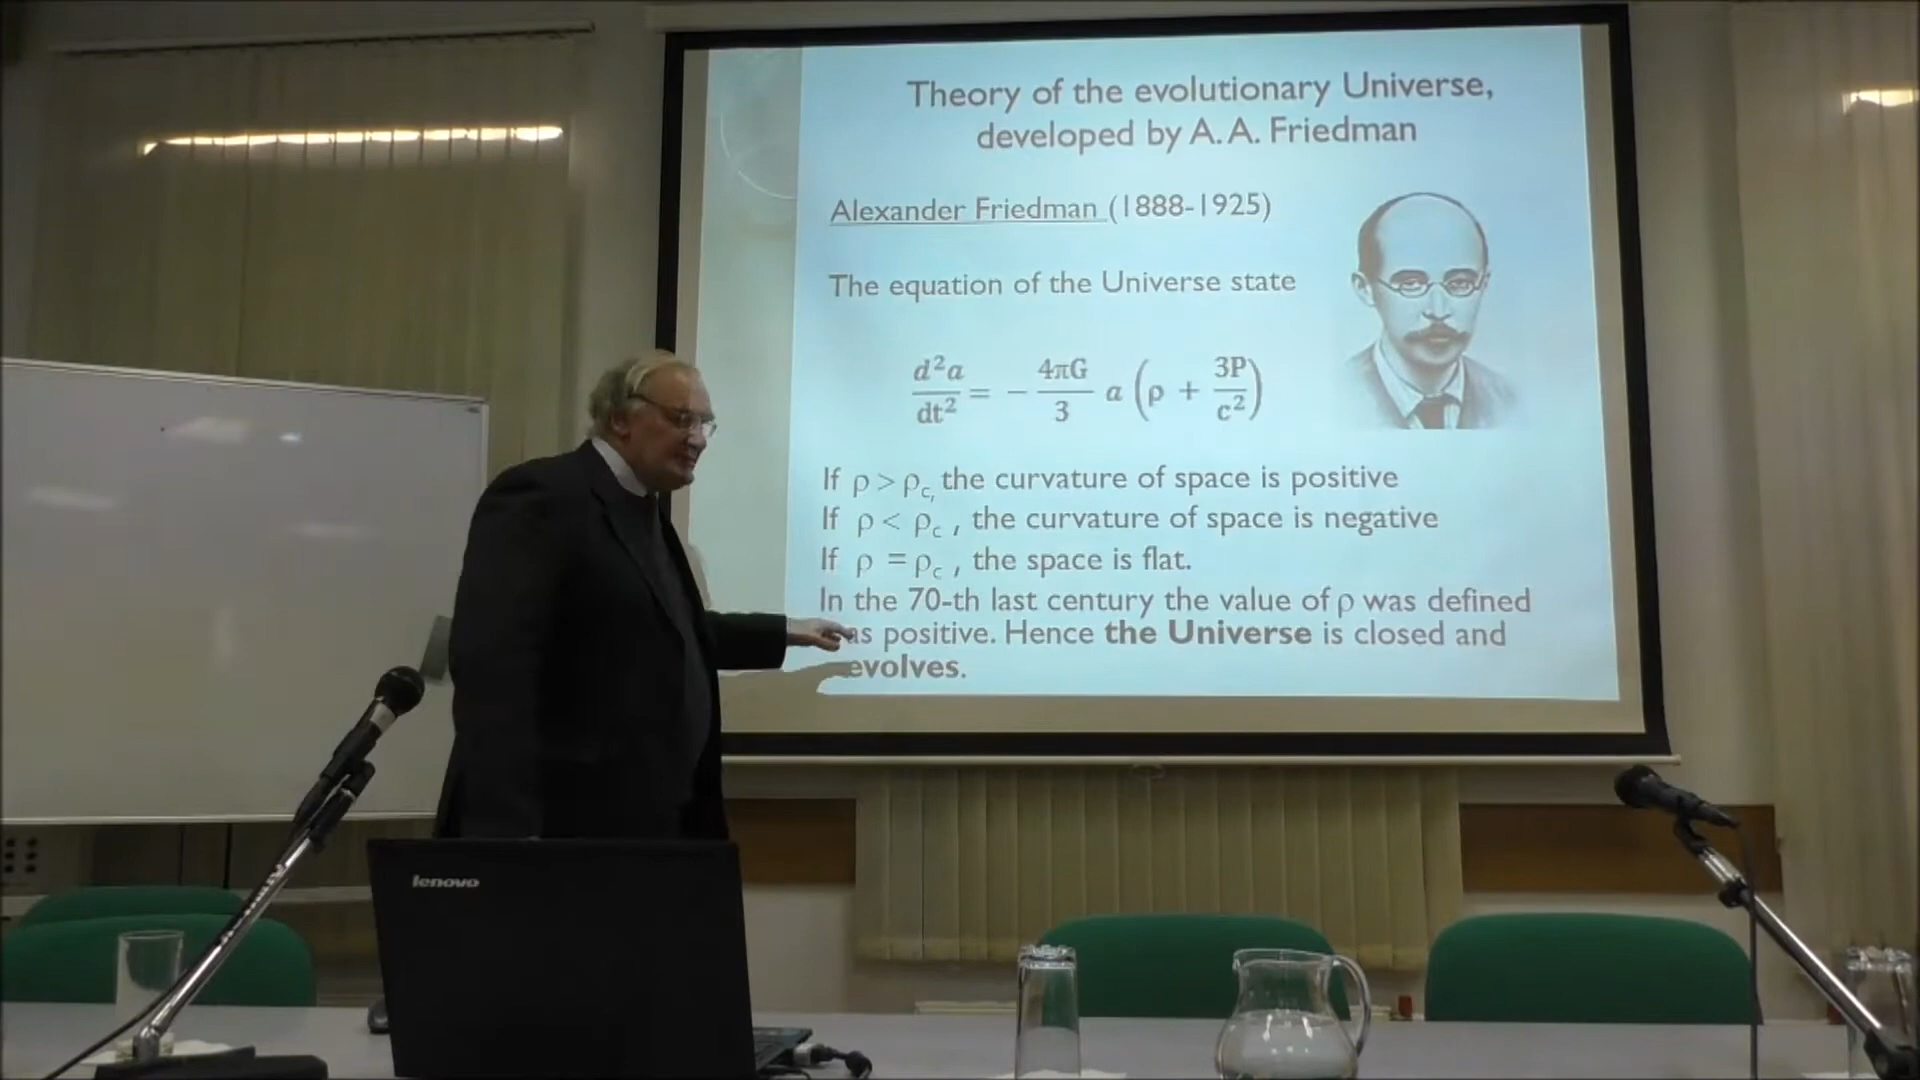 Theory of the evolutionary Universe,
developed by A. A. Friedman
Alexander Friedman (1888-1925)
The equation of the Universe state
d²a/dt² = − 4πG/3 a (ρ + 3P/c²)
If ρ > ρc, the curvature of space is positive
If ρ < ρc , the curvature of space is negative
If ρ = ρc , the space is flat.
In the 70-th last century the value of ρ was defined
as positive. Hence the Universe is closed and
evolves.
lenovo